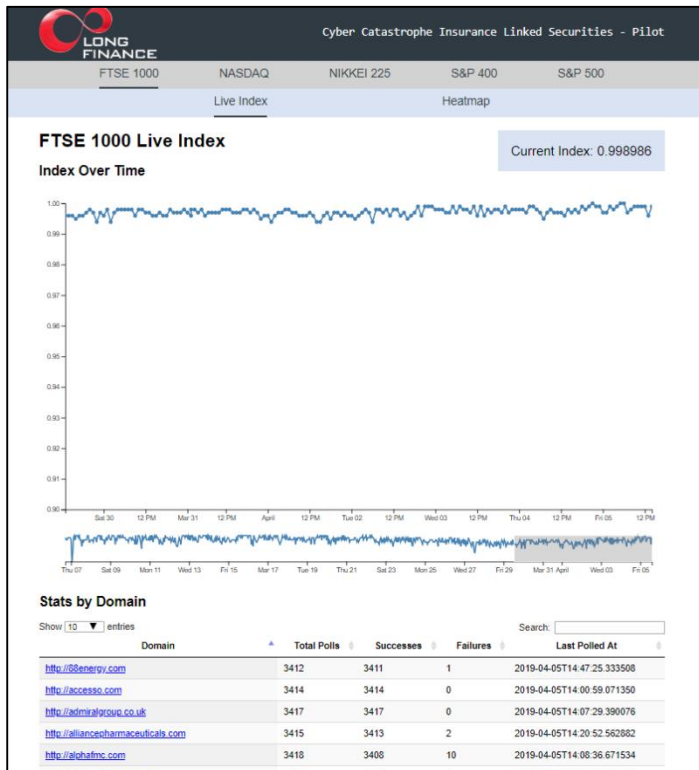 LONG
FINANCE
Cyber Catastrophe Insurance Linked Securities - Pilot
FTSE 1000 NASDAQ NIKKEI 225 S&P 400 S&P 500
Live Index Heatmap
FTSE 1000 Live Index
Current Index: 0.998986
Index Over Time
1.00
0.99
0.98
0.97
0.96
0.95
0.94
0.93
0.92
0.91
0.90
Sat 30 12 PM Mar 31 12 PM April 12 PM Tue 02 12 PM Wed 03 12 PM Thu 04 12 PM Fri 05 12 PM
Thu 07 Sat 09 Mon 11 Wed 13 Fri 15 Mar 17 Tue 19 Thu 21 Sat 23 Mon 25 Wed 27 Fri 29 Mar 31 April Wed 03 Fri 05
Stats by Domain
Show 10 entries Search:
Domain Total Polls Successes Failures Last Polled At
http://88energy.com 3412 3411 1 2019-04-05T14:47:25.333508
http://accesso.com 3414 3414 0 2019-04-05T14:00:59.071350
http://admiralgroup.co.uk 3417 3417 0 2019-04-05T14:07:29.390076
http://alliancepharmaceuticals.com 3415 3413 2 2019-04-05T14:20:52.562882
http://alphafmc.com 3418 3408 10 2019-04-05T14:08:36.671534